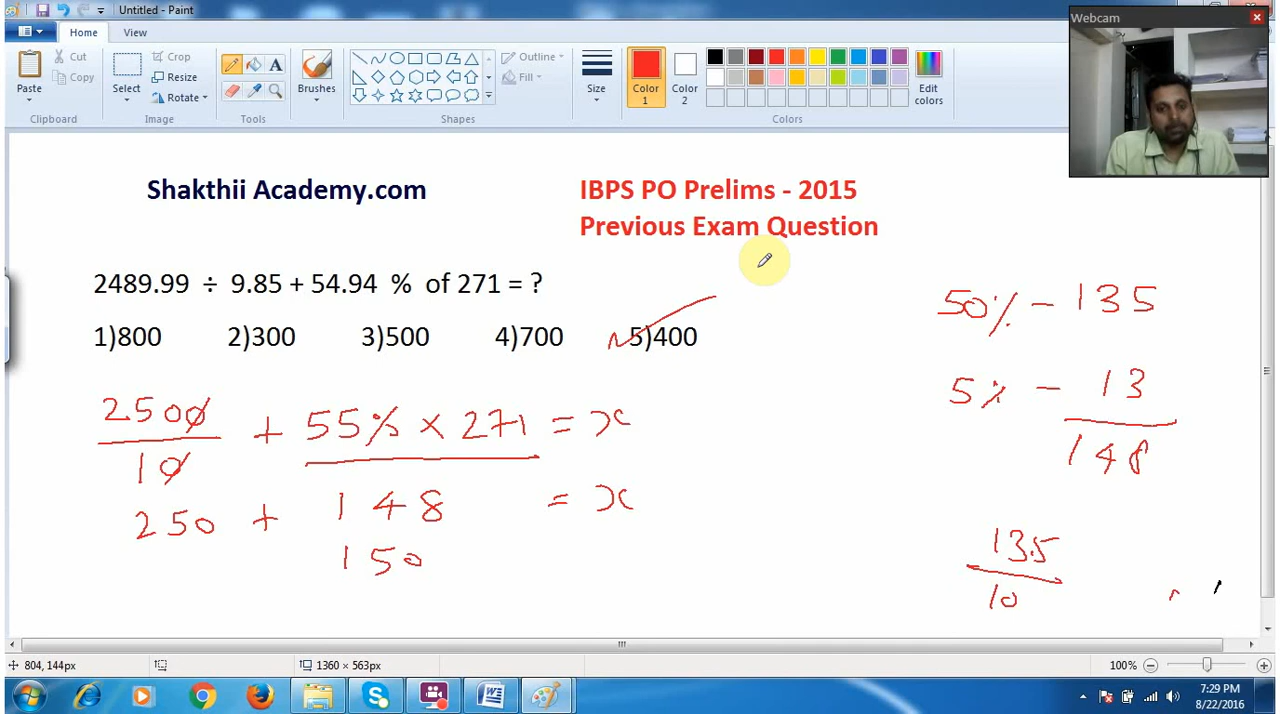 Untitled - Paint
Webcam
Home View
Cut
Copy
Paste
Select
Crop
Resize
Rotate
Brushes
Outline
Fill
Size
Color 1
Color 2
Edit colors
Clipboard
Image
Tools
Shapes
Colors
Shakthii Academy.com
IBPS PO Prelims - 2015
Previous Exam Question
2489.99 ÷ 9.85 + 54.94 % of 271 = ?
1)800 2)300 3)500 4)700 5)400
50% - 135
5% - 13
148
2500/10 + 55% × 271 = x
250 + 148 = x
150
13.5/10
804, 144px
1360 × 563px
100%
7:29 PM
8/22/2016